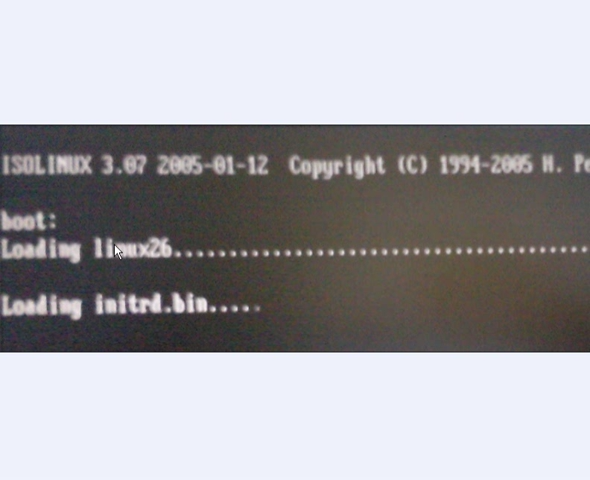 ISOLINUX 3.07 2005-01-12 Copyright (C) 1994-2005 H.
boot:
Loading linux26.............................................
Loading initrd.bin.....